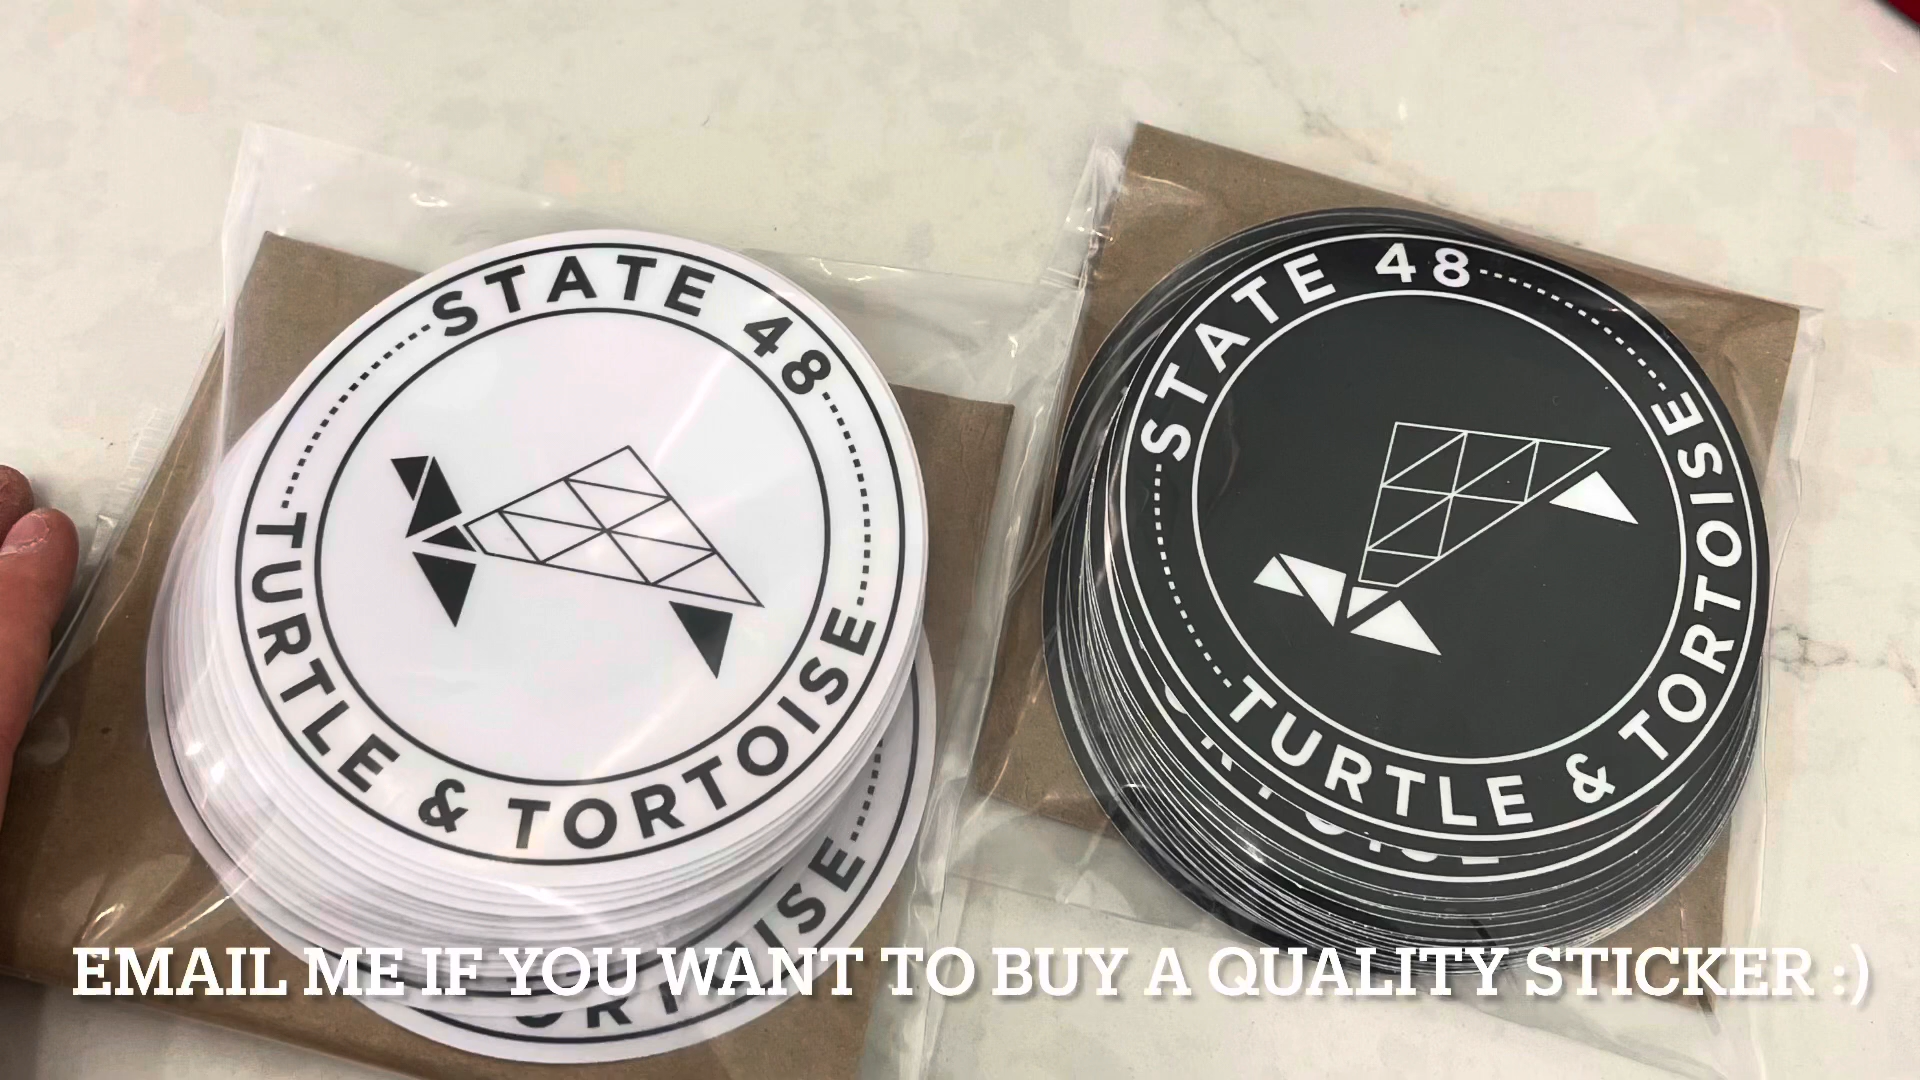 STATE 48
TURTLE & TORTOISE
STATE 48
TURTLE & TORTOISE
EMAIL ME IF YOU WANT TO BUY A QUALITY STICKER :)